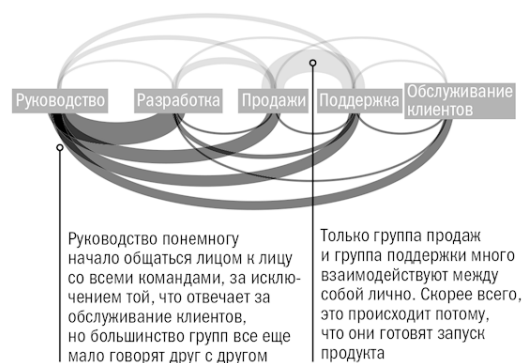 Руководство
Разработка
Продажи
Поддержка
Обслуживание
клиентов
Руководство понемногу
начало общаться лицом к лицу
со всеми командами, за исклю-
чением той, что отвечает за
обслуживание клиентов,
но большинство групп все еще
мало говорят друг с другом
Только группа продаж
и группа поддержки много
взаимодействуют между
собой лично. Скорее всего,
это происходит потому,
что они готовят запуск
продукта